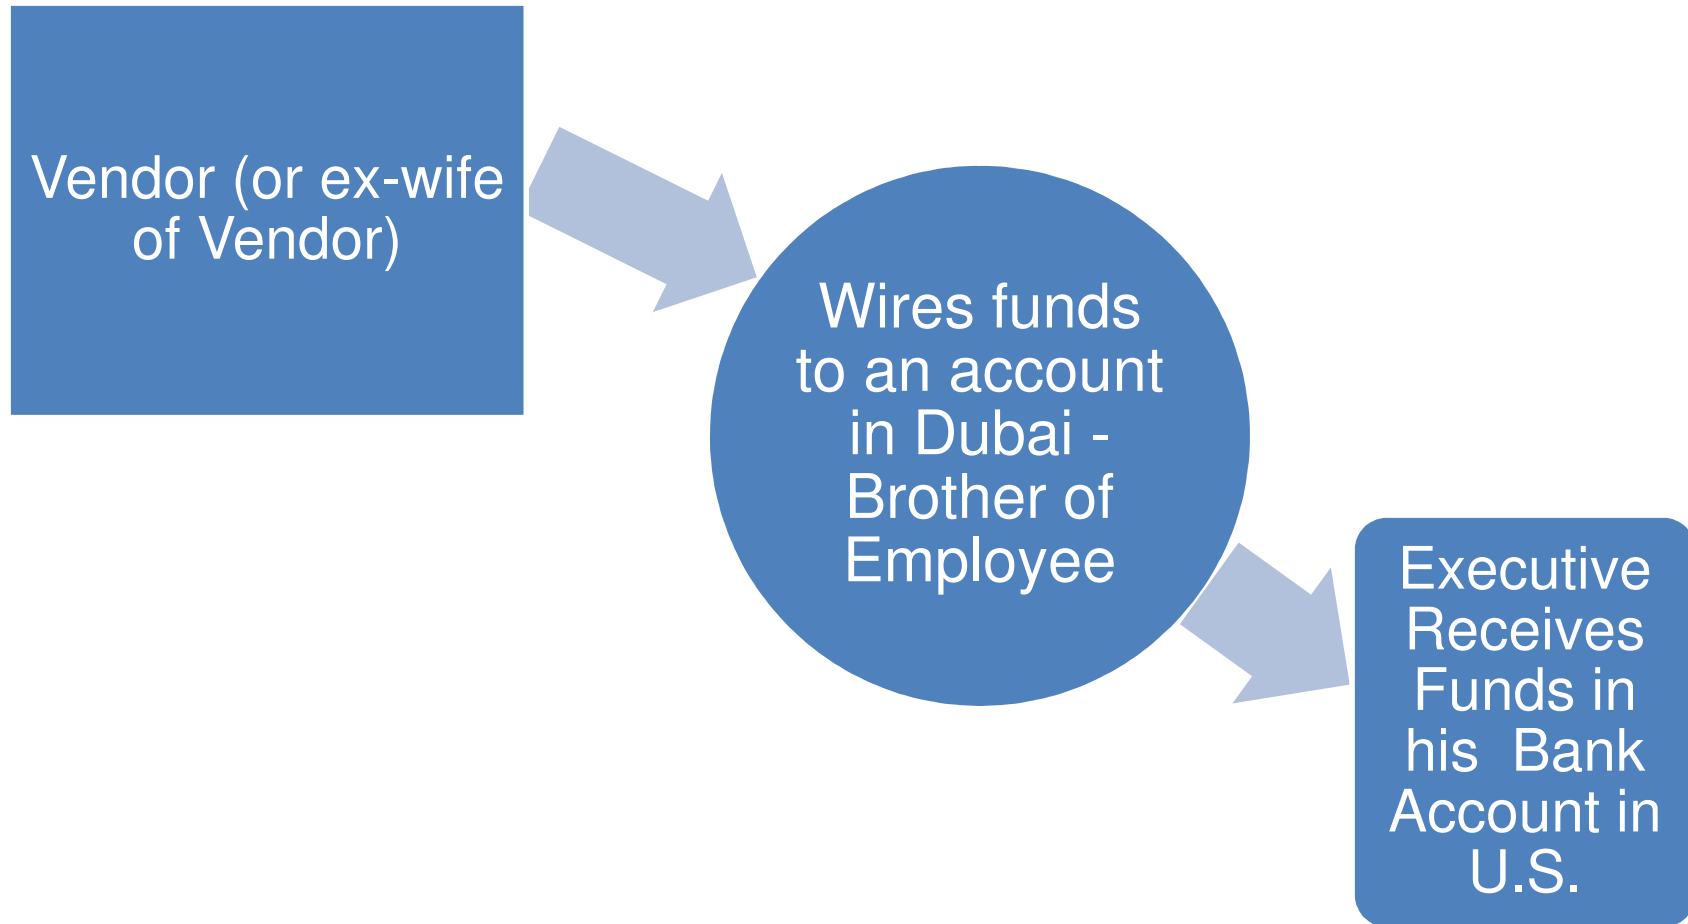 Vendor (or ex-wife
of Vendor)
Wires funds
to an account
in Dubai -
Brother of
Employee
Executive
Receives
Funds in
his  Bank
Account in
U.S.